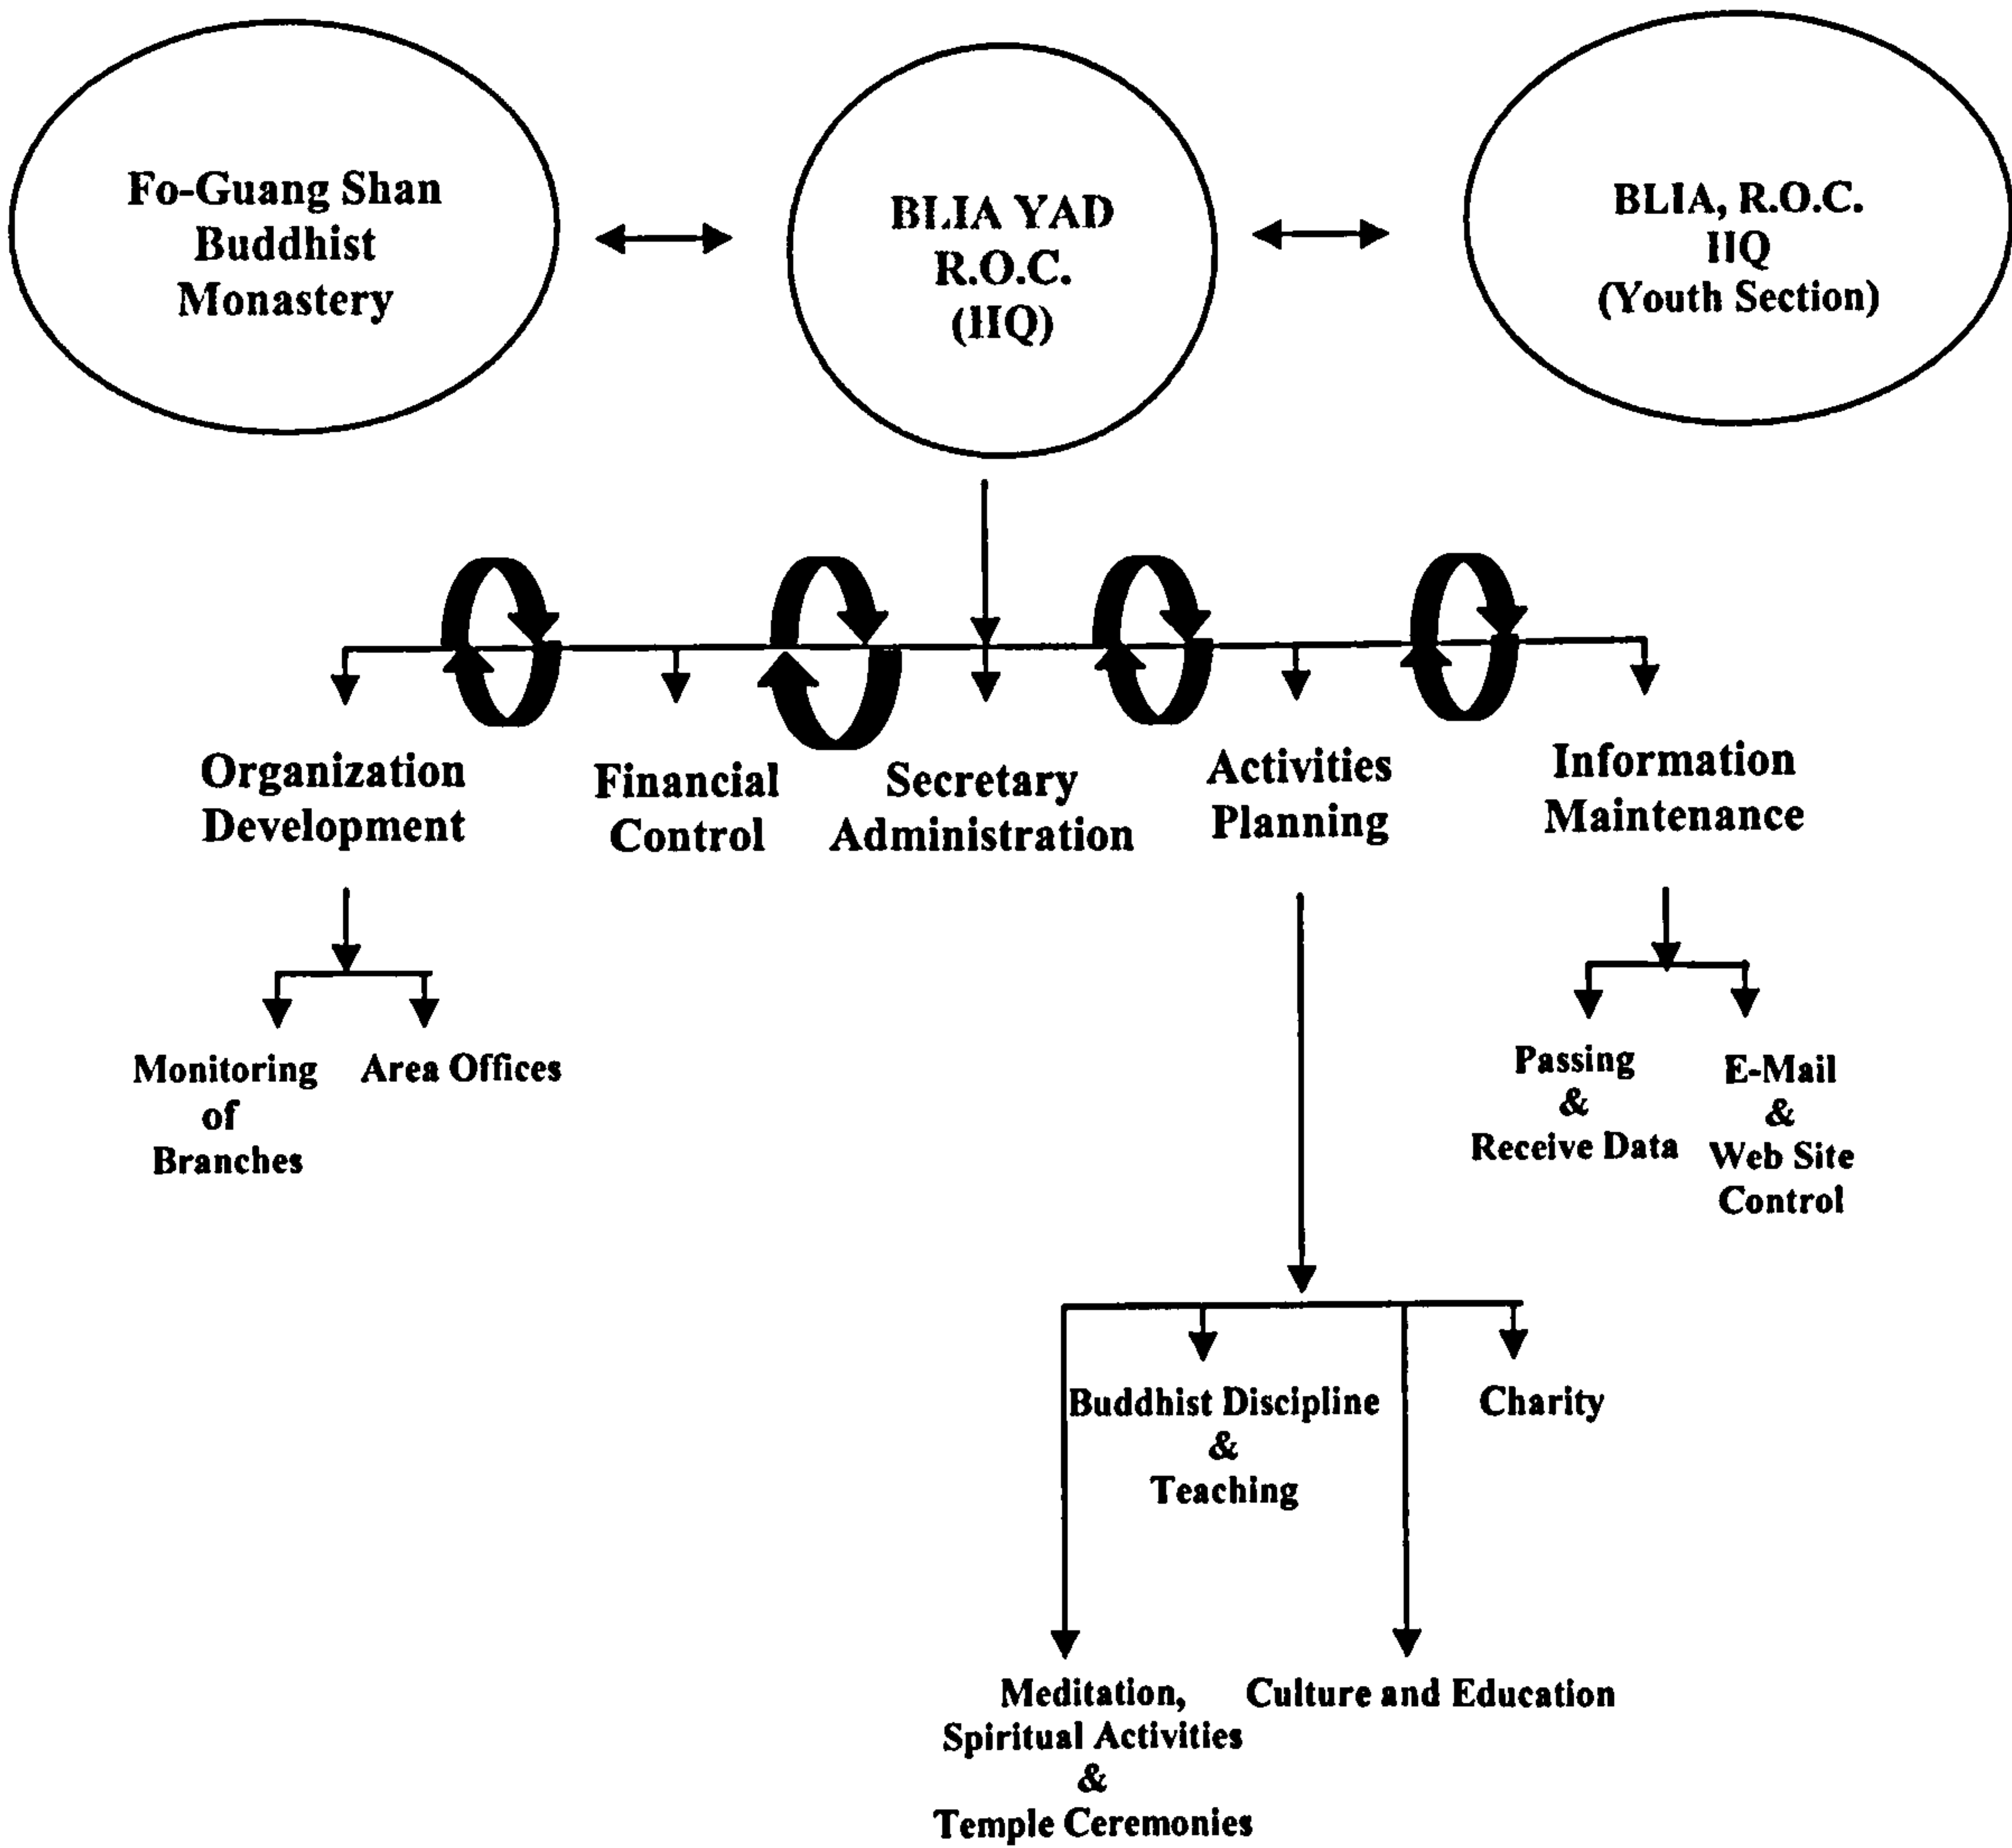 Fo-Guang Shan
Buddhist
Monastery
BLIA YAD
R.O.C.
(HQ)
BLIA, R.O.C.
HQ
(Youth Section)
Organization
Development
Financial
Control
Secretary
Administration
Activities
Planning
Information
Maintenance
Monitoring
of
Branches
Area Offices
Passing
&
Receive Data
E-Mail
&
Web Site
Control
Buddhist Discipline
&
Teaching
Charity
Meditation,
Spiritual Activities
&
Temple Ceremonies
Culture and Education